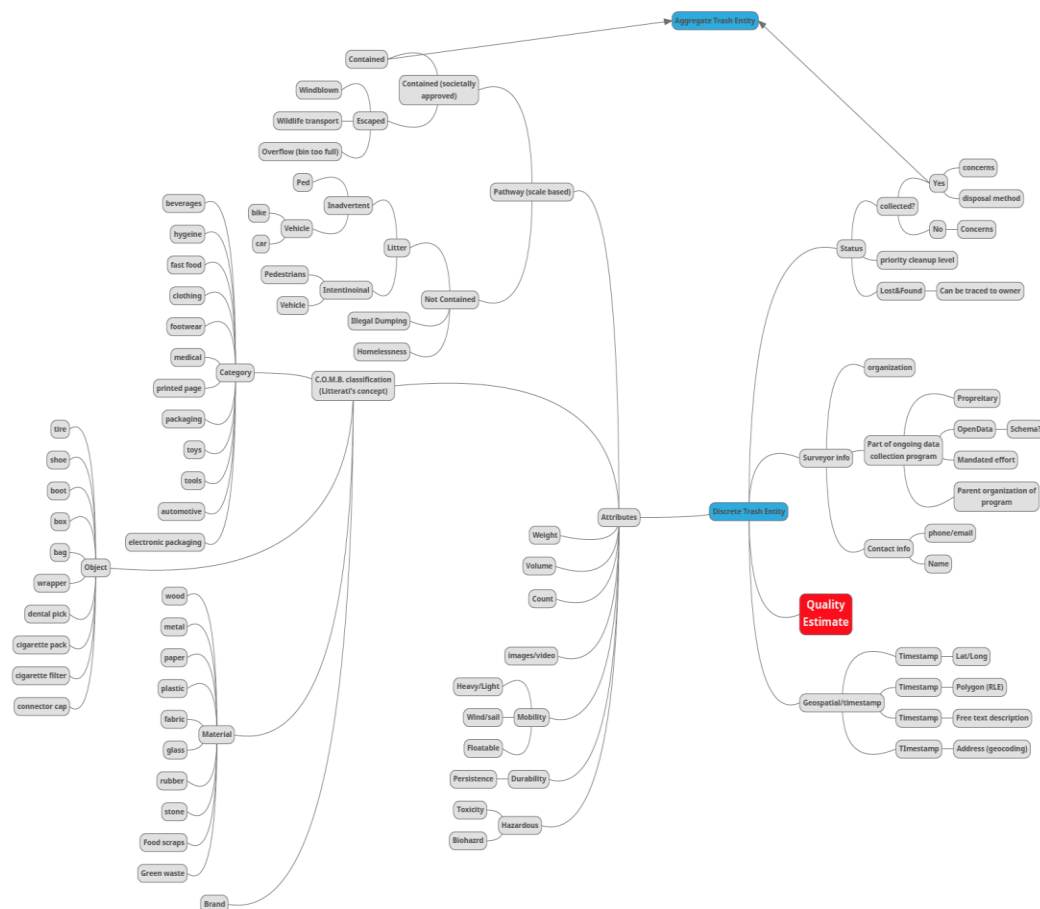 Aggregate Trash Entity
Contained
Contained (societally
approved)
Windblown
Wildlife transport
Escaped
Overflow (bin too full)
Pathway (scale based)
Ped
Inadvertent
bike
Vehicle
car
Litter
Pedestrians
Intentinoinal
Vehicle
Not Contained
Illegal Dumping
Homelessness
beverages
hygeine
fast food
clothing
footwear
medical
Category
printed page
packaging
toys
tools
automotive
electronic packaging
C.O.M.B. classification
(Litterati's concept)
tire
shoe
boot
box
bag
Object
wrapper
dental pick
cigarette pack
cigarette filter
connector cap
wood
metal
paper
plastic
fabric
Material
glass
rubber
stone
Food scraps
Green waste
Brand
Attributes
Weight
Volume
Count
images/video
Heavy/Light
Wind/sail
Mobility
Floatable
Persistence
Durability
Toxicity
Hazardous
Biohazrd
Discrete Trash Entity
Status
collected?
Yes
concerns
disposal method
No
Concerns
priority cleanup level
Lost&Found
Can be traced to owner
Surveyor info
organization
Part of ongoing data
collection program
Propreitary
OpenData
Schema?
Mandated effort
Parent organization of
program
Contact info
phone/email
Name
Quality
Estimate
Geospatial/timestamp
Timestamp
Lat/Long
Timestamp
Polygon (RLE)
Timestamp
Free text description
TImestamp
Address (geocoding)